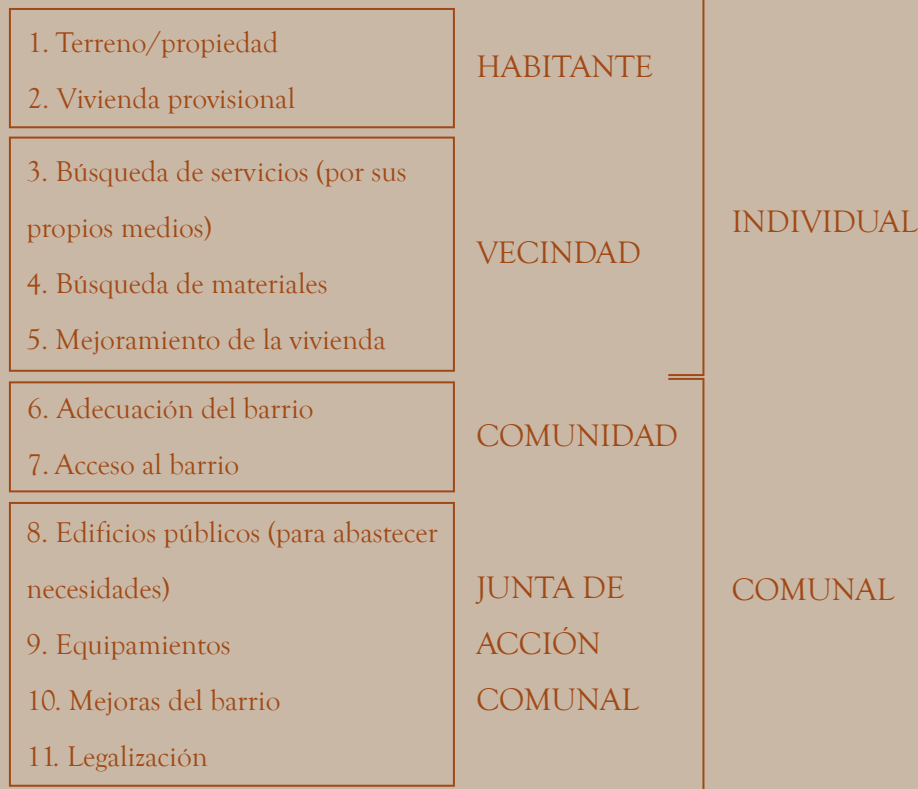 1. Terreno/propiedad
2. Vivienda provisional
HABITANTE
3. Búsqueda de servicios (por sus
propios medios)
4. Búsqueda de materiales
5. Mejoramiento de la vivienda
VECINDAD
INDIVIDUAL
6. Adecuación del barrio
7. Acceso al barrio
COMUNIDAD
8. Edificios públicos (para abastecer
necesidades)
9. Equipamientos
10. Mejoras del barrio
11. Legalización
JUNTA DE
ACCIÓN
COMUNAL
COMUNAL